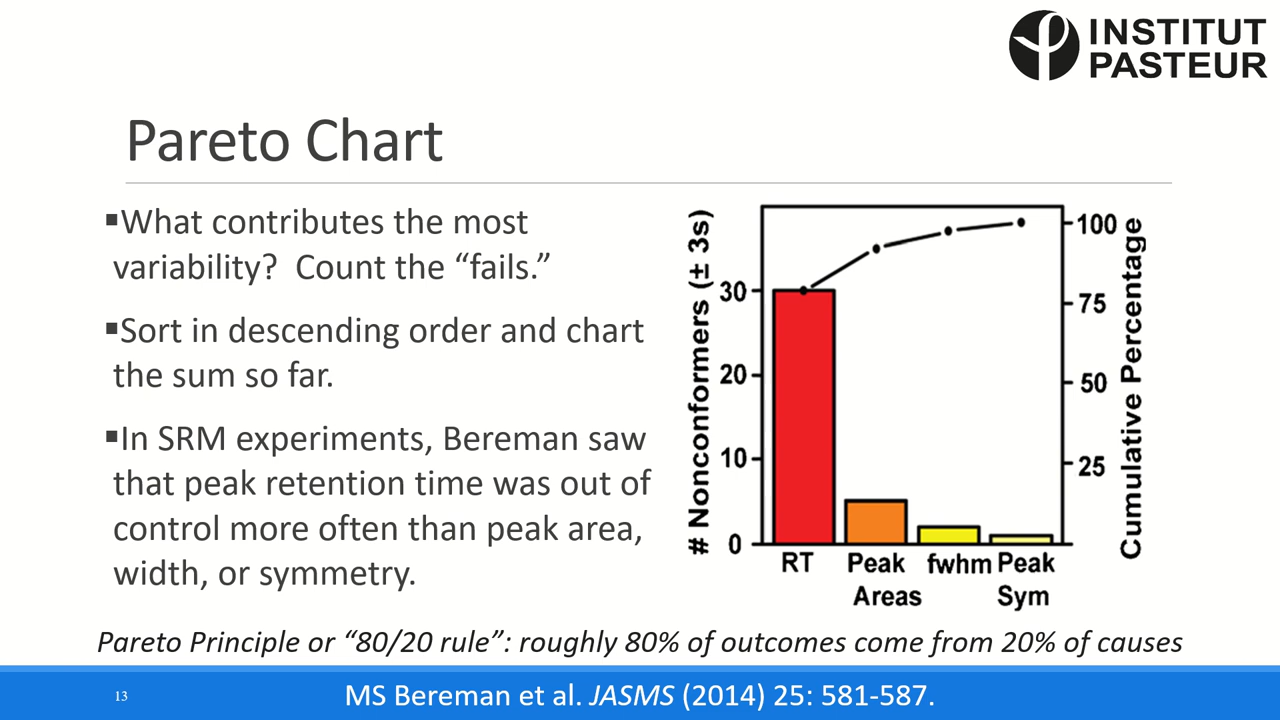 INSTITUT
PASTEUR
Pareto Chart
▪What contributes the most
variability?  Count the “fails.”
▪Sort in descending order and chart
the sum so far.
▪In SRM experiments, Bereman saw
that peak retention time was out of
control more often than peak area,
width, or symmetry.
# Nonconformers (± 3s)
30
20
10
0
RT
Peak
Areas
fwhm
Peak
Sym
100
75
50
25
Cumulative Percentage
Pareto Principle or “80/20 rule”: roughly 80% of outcomes come from 20% of causes
13
MS Bereman et al. JASMS (2014) 25: 581-587.